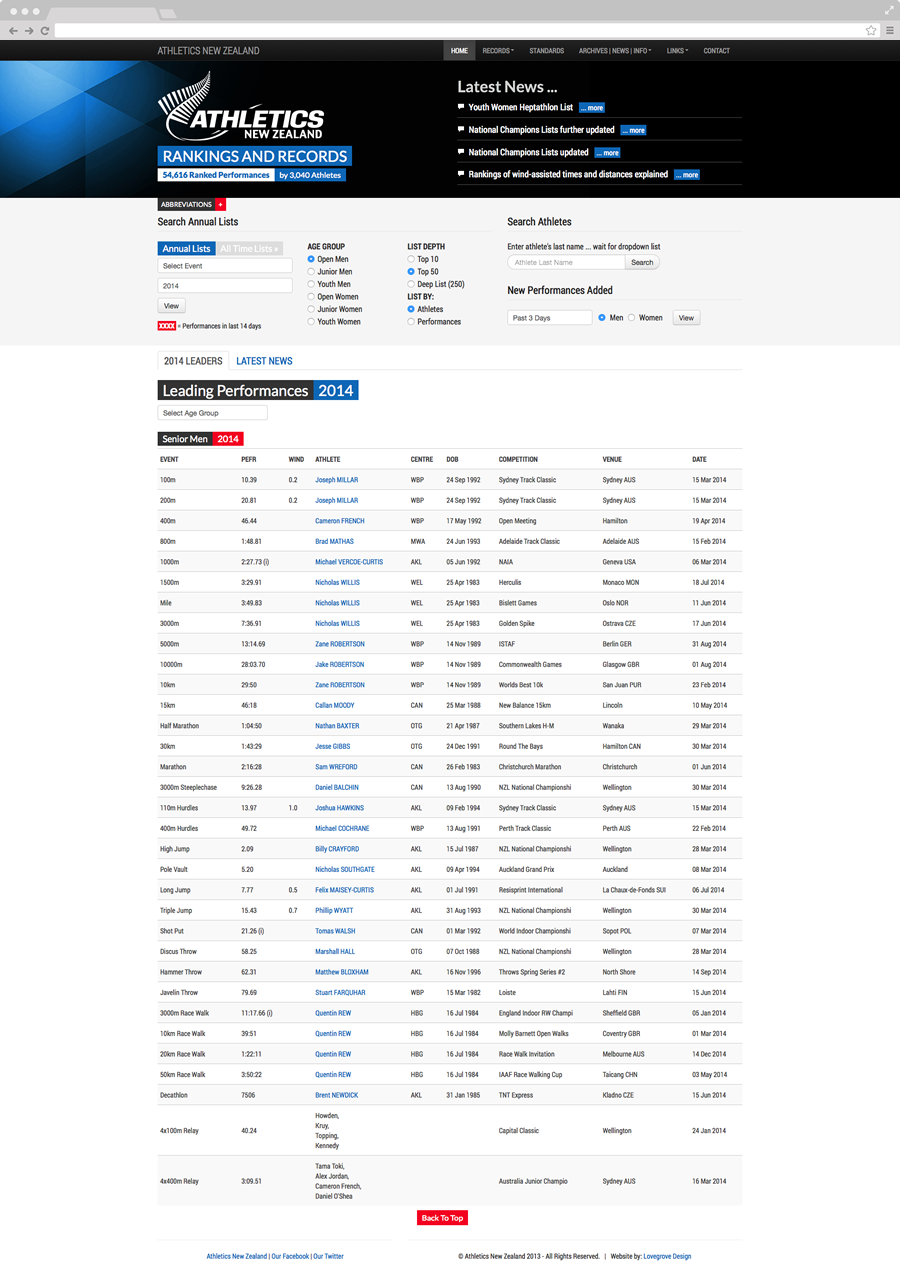 ATHLETICS NEW ZEALAND HOME RECORDS STANDARDS ARCHIVES | NEWS | INFO LINKS CONTACT
ATHLETICS
NEW ZEALAND
RANKINGS AND RECORDS
54,616 Ranked Performances by 3,040 Athletes
Latest News ...
Youth Women Heptathlon List ... more
National Champions Lists further updated ... more
National Champions Lists updated ... more
Rankings of wind-assisted times and distances explained ... more
ABBREVIATIONS +
Search Annual Lists
Annual Lists All Time Lists »
Select Event
2014
View
XXXX = Performances in last 14 days
AGE GROUP
Open Men
Junior Men
Youth Men
Open Women
Junior Women
Youth Women
LIST DEPTH
Top 10
Top 50
Deep List (250)
LIST BY:
Athletes
Performances
Search Athletes
Enter athlete's last name ... wait for dropdown list
Athlete Last Name Search
New Performances Added
Past 3 Days Men Women View
2014 LEADERS LATEST NEWS
Leading Performances 2014
Select Age Group
Senior Men 2014
EVENT PEFR WIND ATHLETE CENTRE DOB COMPETITION VENUE DATE
100m 10.39 0.2 Joseph MILLAR WBP 24 Sep 1992 Sydney Track Classic Sydney AUS 15 Mar 2014
200m 20.81 0.2 Joseph MILLAR WBP 24 Sep 1992 Sydney Track Classic Sydney AUS 15 Mar 2014
400m 46.44 Cameron FRENCH WBP 17 May 1992 Open Meeting Hamilton 19 Apr 2014
800m 1:48.81 Brad MATHAS MWA 24 Jun 1993 Adelaide Track Classic Adelaide AUS 15 Feb 2014
1000m 2:27.73 (i) Michael VERCOE-CURTIS AKL 05 Jun 1992 NAIA Geneva USA 06 Mar 2014
1500m 3:29.91 Nicholas WILLIS WEL 25 Apr 1983 Herculis Monaco MON 18 Jul 2014
Mile 3:49.83 Nicholas WILLIS WEL 25 Apr 1983 Bislett Games Oslo NOR 11 Jun 2014
3000m 7:36.91 Nicholas WILLIS WEL 25 Apr 1983 Golden Spike Ostrava CZE 17 Jun 2014
5000m 13:14.69 Zane ROBERTSON WBP 14 Nov 1989 ISTAF Berlin GER 31 Aug 2014
10000m 28:03.70 Jake ROBERTSON WBP 14 Nov 1989 Commonwealth Games Glasgow GBR 01 Aug 2014
10km 29:50 Zane ROBERTSON WBP 14 Nov 1989 Worlds Best 10k San Juan PUR 23 Feb 2014
15km 46:18 Callan MOODY CAN 25 Mar 1988 New Balance 15km Lincoln 10 May 2014
Half Marathon 1:04:50 Nathan BAXTER OTG 21 Apr 1987 Southern Lakes H-M Wanaka 29 Mar 2014
30km 1:43:29 Jesse GIBBS OTG 24 Dec 1991 Round The Bays Hamilton CAN 30 Mar 2014
Marathon 2:16:28 Sam WREFORD CAN 26 Feb 1983 Christchurch Marathon Christchurch 01 Jun 2014
3000m Steeplechase 9:26.28 Daniel BALCHIN CAN 13 Aug 1990 NZL National Championshi Wellington 30 Mar 2014
110m Hurdles 13.97 1.0 Joshua HAWKINS AKL 09 Feb 1994 Sydney Track Classic Sydney AUS 15 Mar 2014
400m Hurdles 49.72 Michael COCHRANE WBP 13 Aug 1991 Perth Track Classic Perth AUS 22 Feb 2014
High Jump 2.09 Billy CRAYFORD AKL 15 Jul 1987 NZL National Championshi Wellington 28 Mar 2014
Pole Vault 5.20 Nicholas SOUTHGATE AKL 09 Apr 1994 Auckland Grand Prix Auckland 08 Mar 2014
Long Jump 7.77 0.5 Felix MAISEY-CURTIS AKL 01 Jul 1991 Resisprint International La Chaux-de-Fonds SUI 06 Jul 2014
Triple Jump 15.43 0.7 Phillip WYATT AKL 31 Aug 1993 NZL National Championshi Wellington 30 Mar 2014
Shot Put 21.26 (i) Tomas WALSH CAN 01 Mar 1992 World Indoor Championshi Sopot POL 07 Mar 2014
Discus Throw 58.25 Marshall HALL OTG 07 Oct 1988 NZL National Championshi Wellington 28 Mar 2014
Hammer Throw 62.31 Matthew BLOXHAM AKL 16 Nov 1996 Throws Spring Series #2 North Shore 14 Sep 2014
Javelin Throw 79.69 Stuart FARQUHAR WBP 15 Mar 1982 Loiste Lahti FIN 15 Jun 2014
3000m Race Walk 11:17.66 (i) Quentin REW HBG 16 Jul 1984 England Indoor RW Champi Sheffield GBR 05 Jan 2014
10km Race Walk 39:51 Quentin REW HBG 16 Jul 1984 Molly Barnett Open Walks Coventry GBR 01 Mar 2014
20km Race Walk 1:22:11 Quentin REW HBG 16 Jul 1984 Race Walk Invitation Melbourne AUS 14 Dec 2014
50km Race Walk 3:50:22 Quentin REW HBG 16 Jul 1984 IAAF Race Walking Cup Taicang CHN 03 May 2014
Decathlon 7506 Brent NEWDICK AKL 31 Jan 1985 TNT Express Kladno CZE 15 Jun 2014
4x100m Relay 40.24 Howden, Kruy, Topping, Kennedy Capital Classic Wellington 24 Jan 2014
4x400m Relay 3:09.51 Tama Toki, Alex Jordan, Cameron French, Daniel O'Shea Australia Junior Champio Sydney AUS 16 Mar 2014
Back To Top
Athletics New Zealand | Our Facebook | Our Twitter © Athletics New Zealand 2013 - All Rights Reserved. | Website by: Lovegrove Design